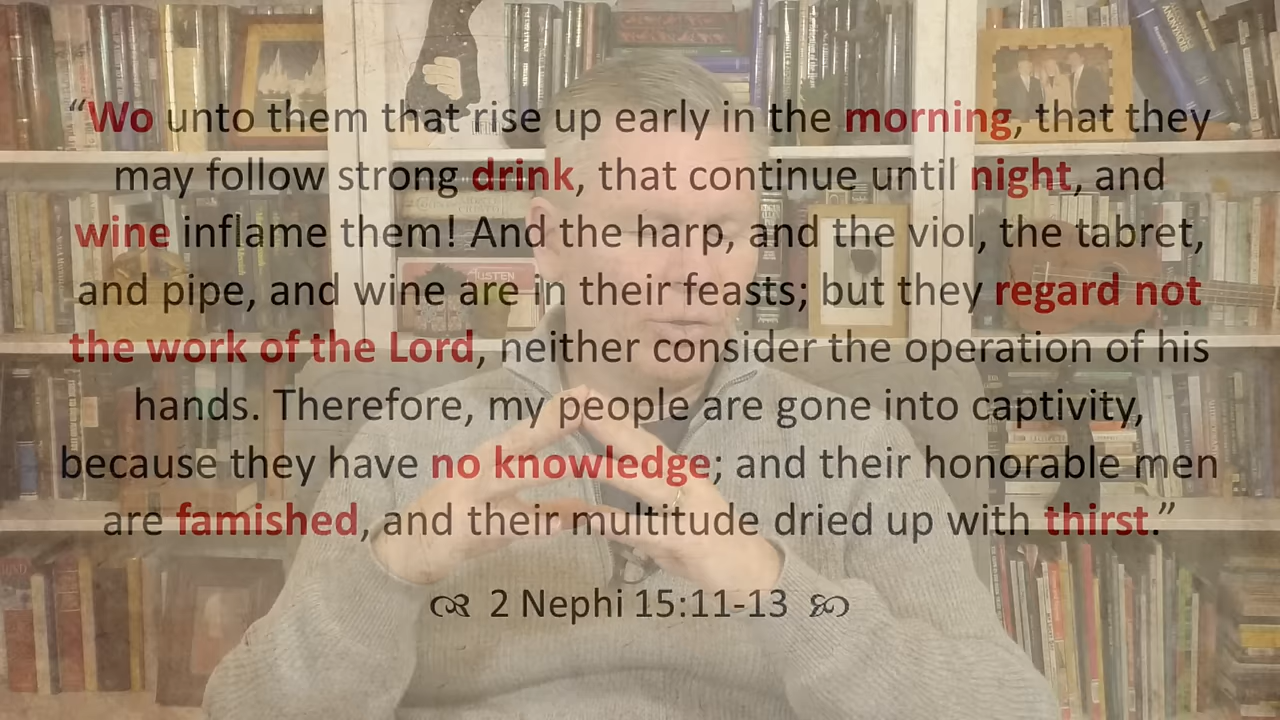 “Wo unto them that rise up early in the morning, that they
may follow strong drink, that continue until night, and
wine inflame them! And the harp, and the viol, the tabret,
and pipe, and wine are in their feasts; but they regard not
the work of the Lord, neither consider the operation of his
hands. Therefore, my people are gone into captivity,
because they have no knowledge; and their honorable men
are famished, and their multitude dried up with thirst.”
2 Nephi 15:11-13
AUSTEN